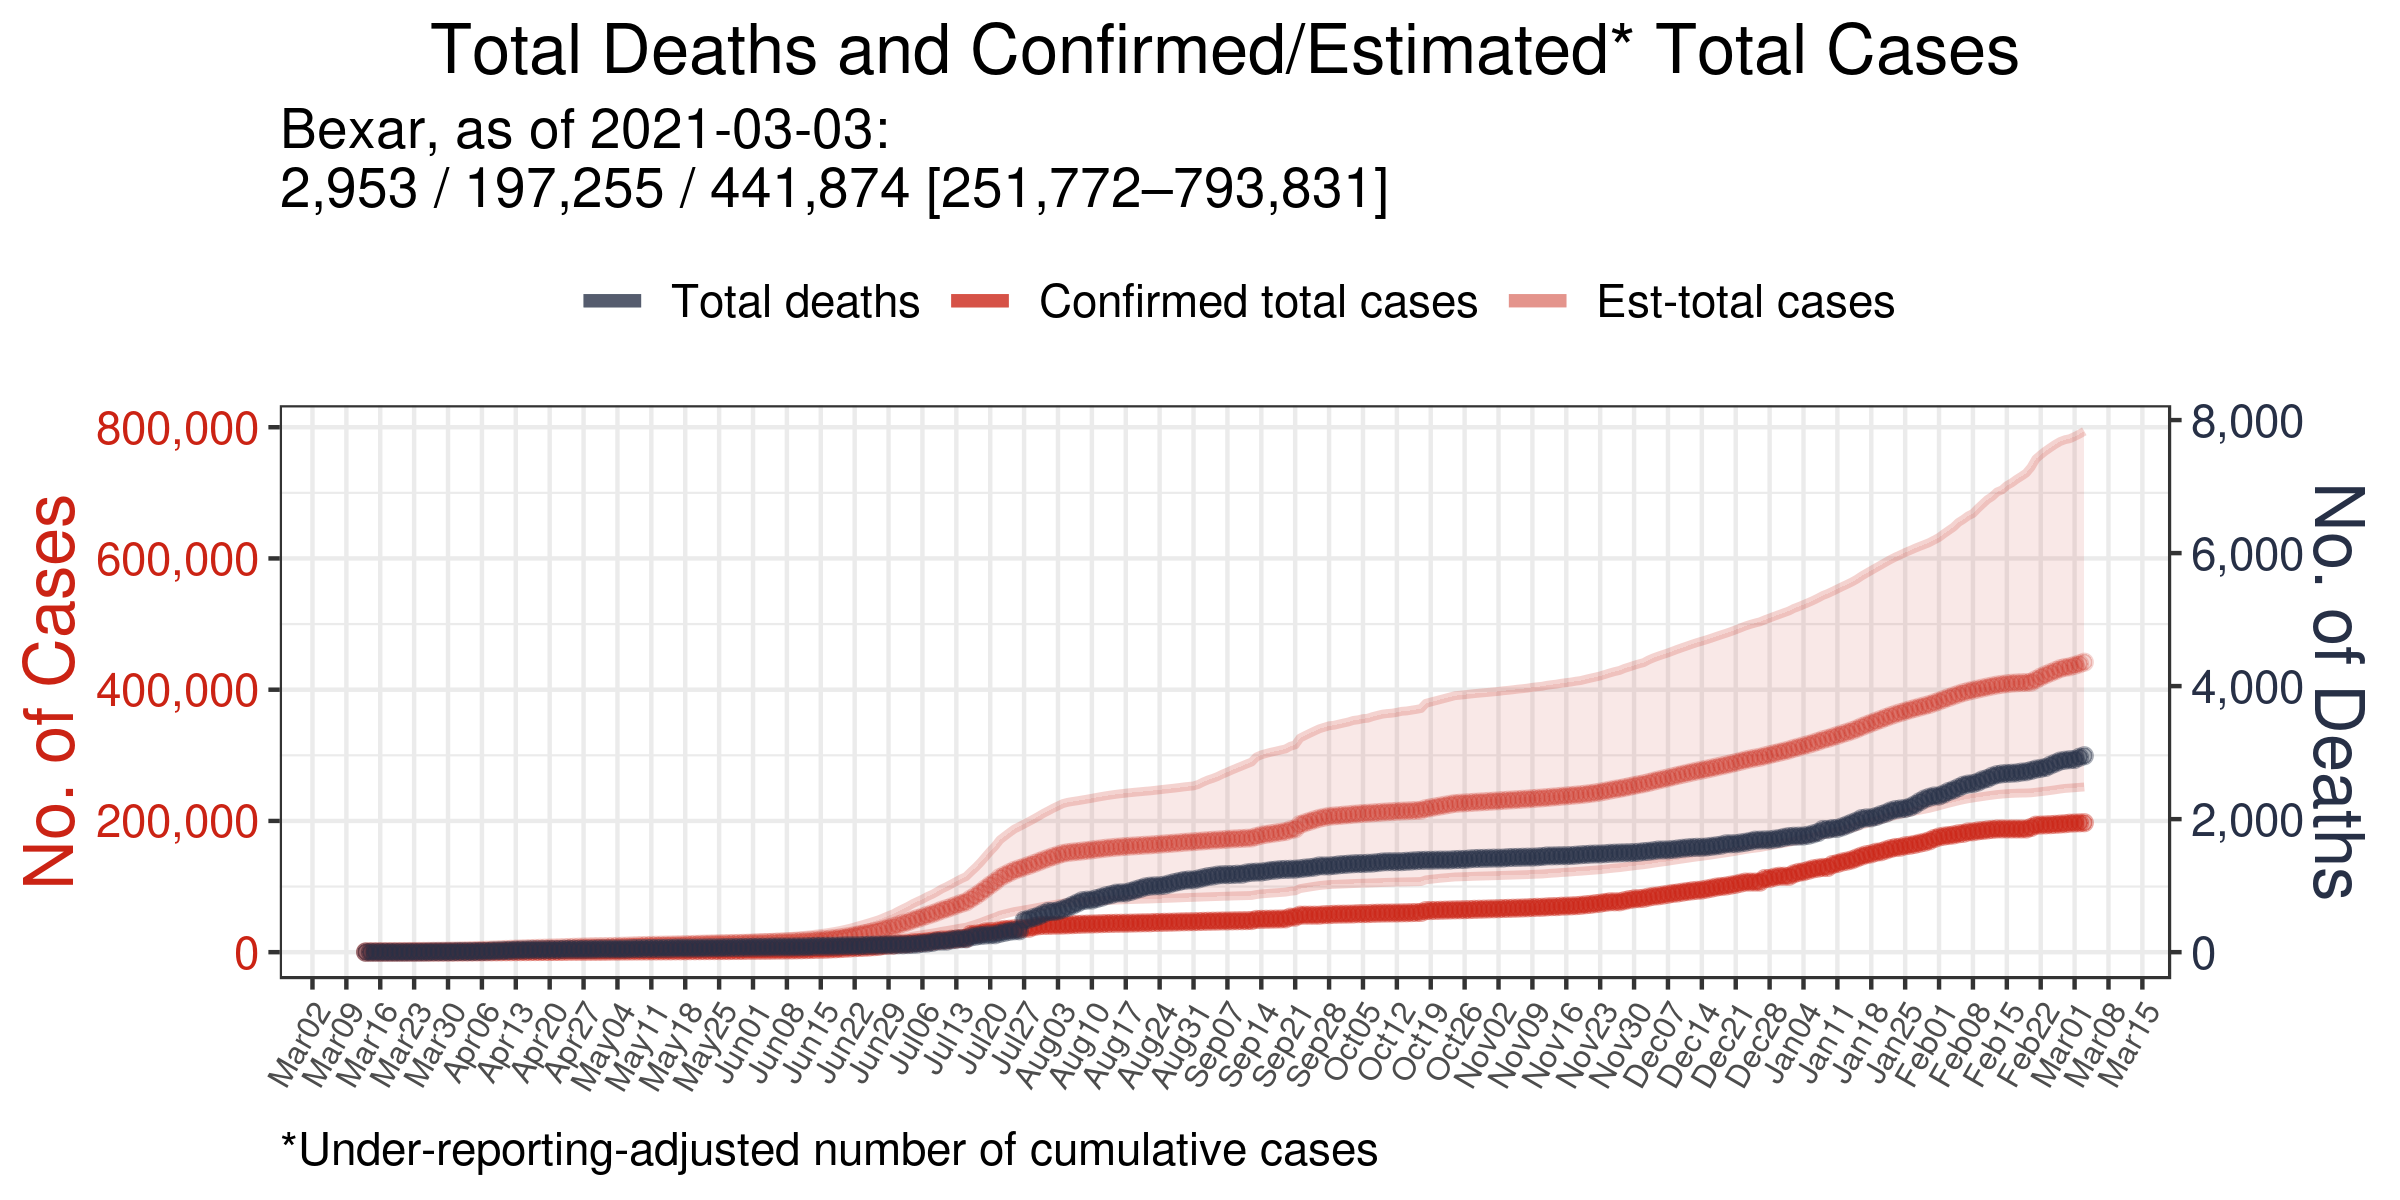 Total Deaths and Confirmed/Estimated* Total Cases
Bexar, as of 2021-03-03:
2,953 / 197,255 / 441,874 [251,772–793,831]
Total deaths
Confirmed total cases
Est-total cases
No. of Cases
800,000
600,000
400,000
200,000
0
8,000
6,000
4,000
2,000
0
No. of Deaths
Mar02
Mar09
Mar16
Mar23
Mar30
Apr06
Apr13
Apr20
Apr27
May04
May11
May18
May25
Jun01
Jun08
Jun15
Jun22
Jun29
Jul06
Jul13
Jul20
Jul27
Aug03
Aug10
Aug17
Aug24
Aug31
Sep07
Sep14
Sep21
Sep28
Oct05
Oct12
Oct19
Oct26
Nov02
Nov09
Nov16
Nov23
Nov30
Dec07
Dec14
Dec21
Dec28
Jan04
Jan11
Jan18
Jan25
Feb01
Feb08
Feb15
Feb22
Mar01
Mar08
Mar15
*Under-reporting-adjusted number of cumulative cases